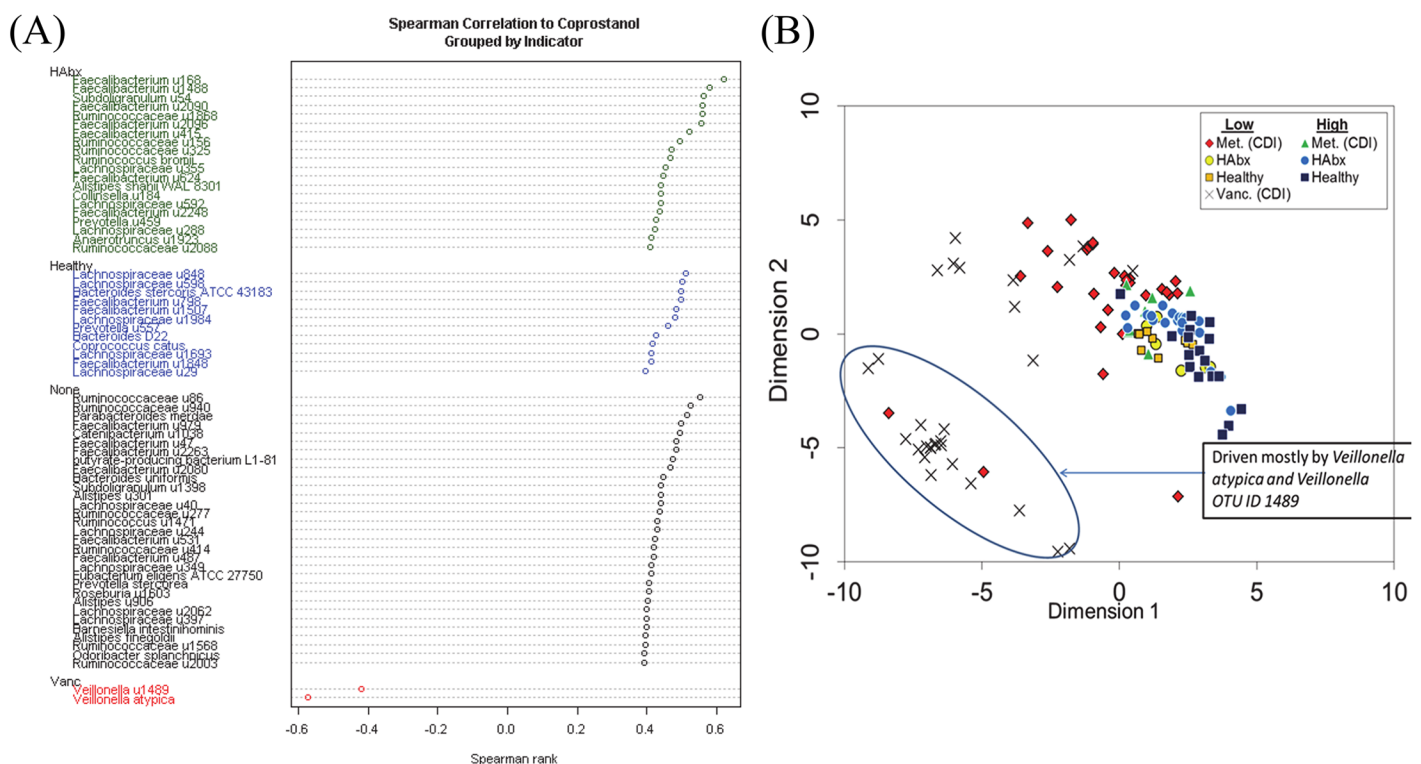 (A)
Spearman Correlation to Coprostanol
Grouped by Indicator
HAbx
Faecalibacterium u168
Faecalibacterium u1488
Subdoligranulum u54
Faecalibacterium u2090
Ruminococcaceae u1868
Faecalibacterium u2096
Faecalibacterium u415
Ruminococcaceae u156
Ruminococcaceae u325
Ruminococcus bromii
Lachnospiraceae u355
Faecalibacterium u624
Alistipes shahii WAL 8301
Collinsella u184
Lachnospiraceae u592
Faecalibacterium u2248
Prevotella u459
Lachnospiraceae u288
Anaerotruncus u1923
Ruminococcaceae u2088
Healthy
Lachnospiraceae u848
Lachnospiraceae u598
Bacteroides stercoris ATCC 43183
Faecalibacterium u798
Faecalibacterium u1507
Lachnospiraceae u1984
Prevotella u557
Bacteroides D22
Coprococcus catus
Lachnospiraceae u1693
Faecalibacterium u1848
Lachnospiraceae u29
None
Ruminococcaceae u86
Ruminococcaceae u940
Parabacteroides merdae
Faecalibacterium u979
Catenibacterium u1038
Faecalibacterium u47
Faecalibacterium u2263
butyrate-producing bacterium L1-81
Faecalibacterium u2080
Bacteroides uniformis
Subdoligranulum u1398
Alistipes u301
Lachnospiraceae u40
Ruminococcaceae u277
Ruminococcus u1471
Lachnospiraceae u244
Faecalibacterium u531
Ruminococcaceae u414
Faecalibacterium u487
Lachnospiraceae u349
Eubacterium eligens ATCC 27750
Prevotella stercorea
Roseburia u1603
Alistipes u906
Lachnospiraceae u2062
Lachnospiraceae u397
Barnesiella intestinihominis
Alistipes finegoldii
Ruminococcaceae u1568
Odoribacter splanchnicus
Ruminococcaceae u2003
Vanc
Veillonella u1489
Veillonella atypica
-0.6 -0.4 -0.2 0.0 0.2 0.4 0.6
Spearman rank
(B)
Low High
Met. (CDI) Met. (CDI)
HAbx HAbx
Healthy Healthy
Vanc. (CDI)
Dimension 2
10
5
0
-5
-10
Driven mostly by Veillonella
atypica and Veillonella
OTU ID 1489
-10 -5 0 5 10
Dimension 1